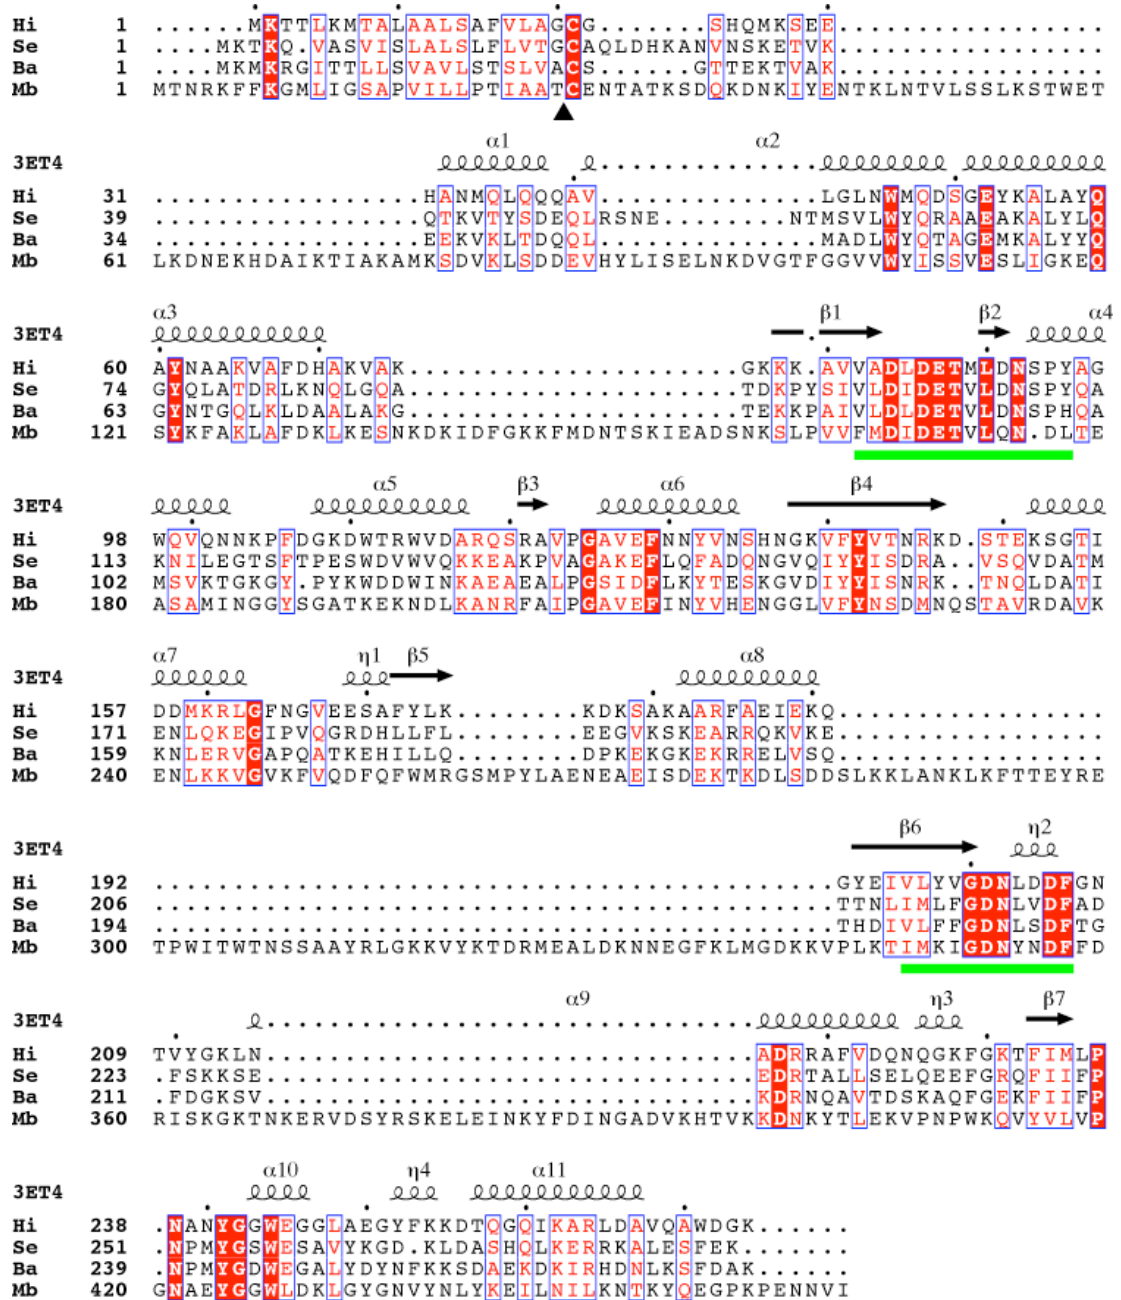 Hi 1 ......MKTTLKMTALAALSAFVLAGCG.......SHQMKSEE.................
Se 1 ....MKTKQ.VASVISLALSLFLVTGCAQLDHKANVNSKETVK.................
Ba 1 ....MKMKRGITTLLSVAVLSTSLVACS......GTTEKTVAK.................
Mb 1 MTNRKFFKGMLIGSAPVILLPTIAATCENTATKSDQKDNKIYENTKLNTVLSSLKSTWET
α1 α2
3ET4
Hi 31 .................HANMQLQQQAV..............LGLNWMQDSGEYKALAYQ
Se 39 .................QTKVTYSDEQLRSNE........NTMSVLWYQRAAEAKALYLQ
Ba 34 .................EEKVKLTDQQL..............MADLWYQTAGEMKALYYQ
Mb 61 LKDNEKHDAIKTIAKAMKSDVKLSDDEVHYLISELNKDVGTFGGVVWYISSVESLIGKEQ
α3 β1 β2 α4
3ET4
Hi 60 AYNAAKVAFDHAKVAK.....................GKKK.AVVADLDETMLDNSPYAG
Se 74 GYQLATDRLKNQLGQA.....................TDKPYSIVLDIDETVLDNSPYQA
Ba 63 GYNTGQLKLDAALAKG.....................TEKKPAIVLDLDETVLDNSPHQA
Mb 121 SYKFAKLAFDKLKESNKDKIDFGKKFMDNTSKIEADSNKSLPVVFMDIDETVLQN.DLTE
α5 β3 α6 β4
3ET4
Hi 98 WQVQNNKPFDGKDWTRWVDARQSRAVPGAVEFNNYVNSHNGKVFYVTNRKD.STEKSGTI
Se 113 KNILEGTSFTPESWDVWVQKKEAKPVAGAKEFLQFADQNGVQIYYISDRA..VSQVDATM
Ba 102 MSVKTGKGY.PYKWDDWINKAEAEALPGSIDFLKYTESKGVDIYYISNRK..TNQLDATI
Mb 180 ASAMINGGYSGATKEKNDLKANRFAIPGAVEFINYVHENGGLVFYNSDMNQSTAVRDAVK
α7 η1 β5 α8
3ET4
Hi 157 DDMKRLGFNGVEESAFYLK........KDKSAKAARFAEIEKQ.................
Se 171 ENLQKEGIPVQGRDHLLFL........EEGVKSKEARRQKVKE.................
Ba 159 KNLERVGAPQATKEHILLQ........DPKEKGKEKRRELVSQ.................
Mb 240 ENLKKVGVKFVQDFQFWMRGSMPYLAENEAEISDEKTKDLSDDSLKKLANKLKFTTEYRE
β6 η2
3ET4
Hi 192 ...........................................GYEIVLYVGDNLDDFGN
Se 206 ...........................................TTNLIMLFGDNLVDFAD
Ba 194 ...........................................THDIVLFFGDNLSDFTG
Mb 300 TPWITWTNSSAAYRLGKKVYKTDRMEALDKNNEGFKLMGDKKVPLKTIMKIGDNYNDFFD
α9 η3 β7
3ET4
Hi 209 TVYGKLN...............................ADRRAFVDQNQGKFGKTFIMLP
Se 223 .FSKKSE...............................EDRTALLSELQEEFGRQFIIFP
Ba 211 .FDGKSV...............................KDRNQAVTDSKAQFGEKFIIFP
Mb 360 RISKGKTNKERVDSYRSKELEINKYFDINGADVKHTVKKDNKYTLEKVPNPWKQVYVLVP
α10 η4 α11
3ET4
Hi 238 .NANYGGWEGGLAEGYFKKDTQGQIKARLDAVQAWDGK......
Se 251 .NPMYGSWESAVYKGD.KLDASHQLKERRKALESFEK.......
Ba 239 .NPMYGDWEGALYDYNFKKSDAEKDKIRHDNLKSFDAK......
Mb 420 GNAEYGGWLDKLGYGNVYNLYKEILNILKNTKYQEGPKPENNVI